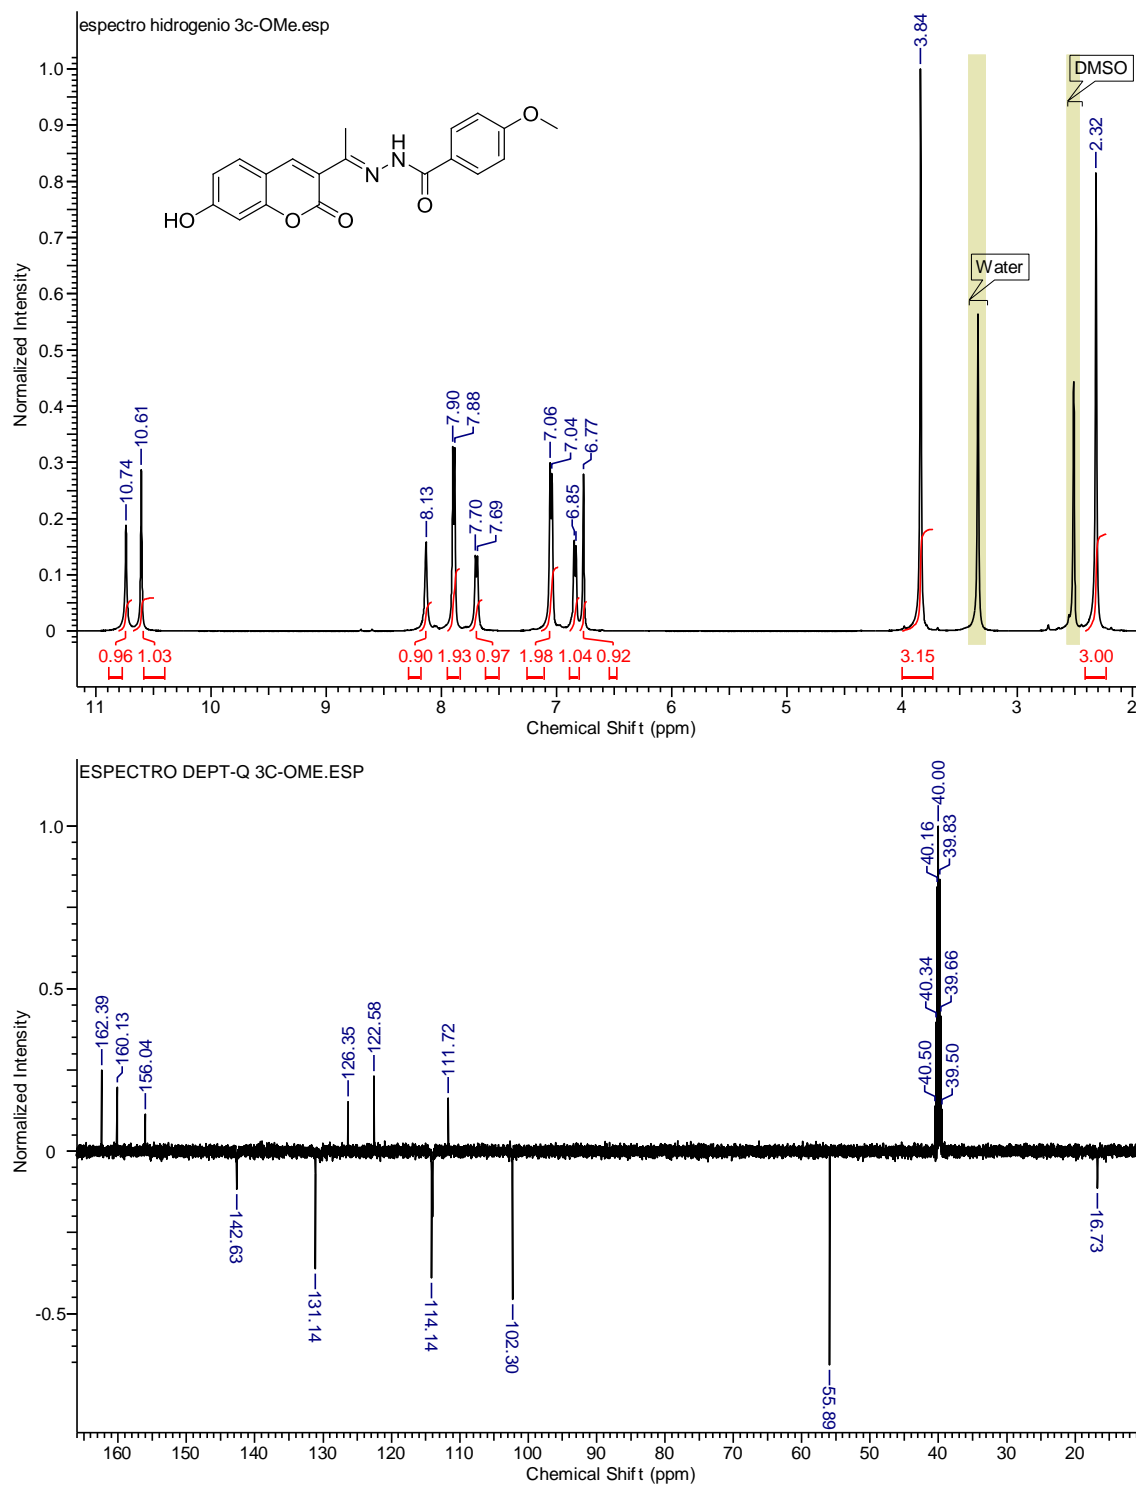 espectro hidrogenio 3c-OMe.esp
3.84
DMSO
2.32
Water
10.74
10.61
8.13
7.90
7.88
7.70
7.69
7.06
7.04
6.85
6.77
HO
O
O
N
N
H
O
O
Normalized Intensity
1.0
0.9
0.8
0.7
0.6
0.5
0.4
0.3
0.2
0.1
0
0.96 1.03 0.90 1.93 0.97 1.98 1.04 0.92 3.15 3.00
11 10 9 8 7 6 5 4 3 2
Chemical Shift (ppm)
ESPECTRO DEPT-Q 3C-OME.ESP
162.39
160.13
156.04
142.63
131.14
126.35
122.58
114.14
111.72
102.30
55.89
40.50
40.34
40.16
40.00
39.83
39.66
39.50
16.73
Normalized Intensity
1.0
0.5
0
-0.5
160 150 140 130 120 110 100 90 80 70 60 50 40 30 20
Chemical Shift (ppm)